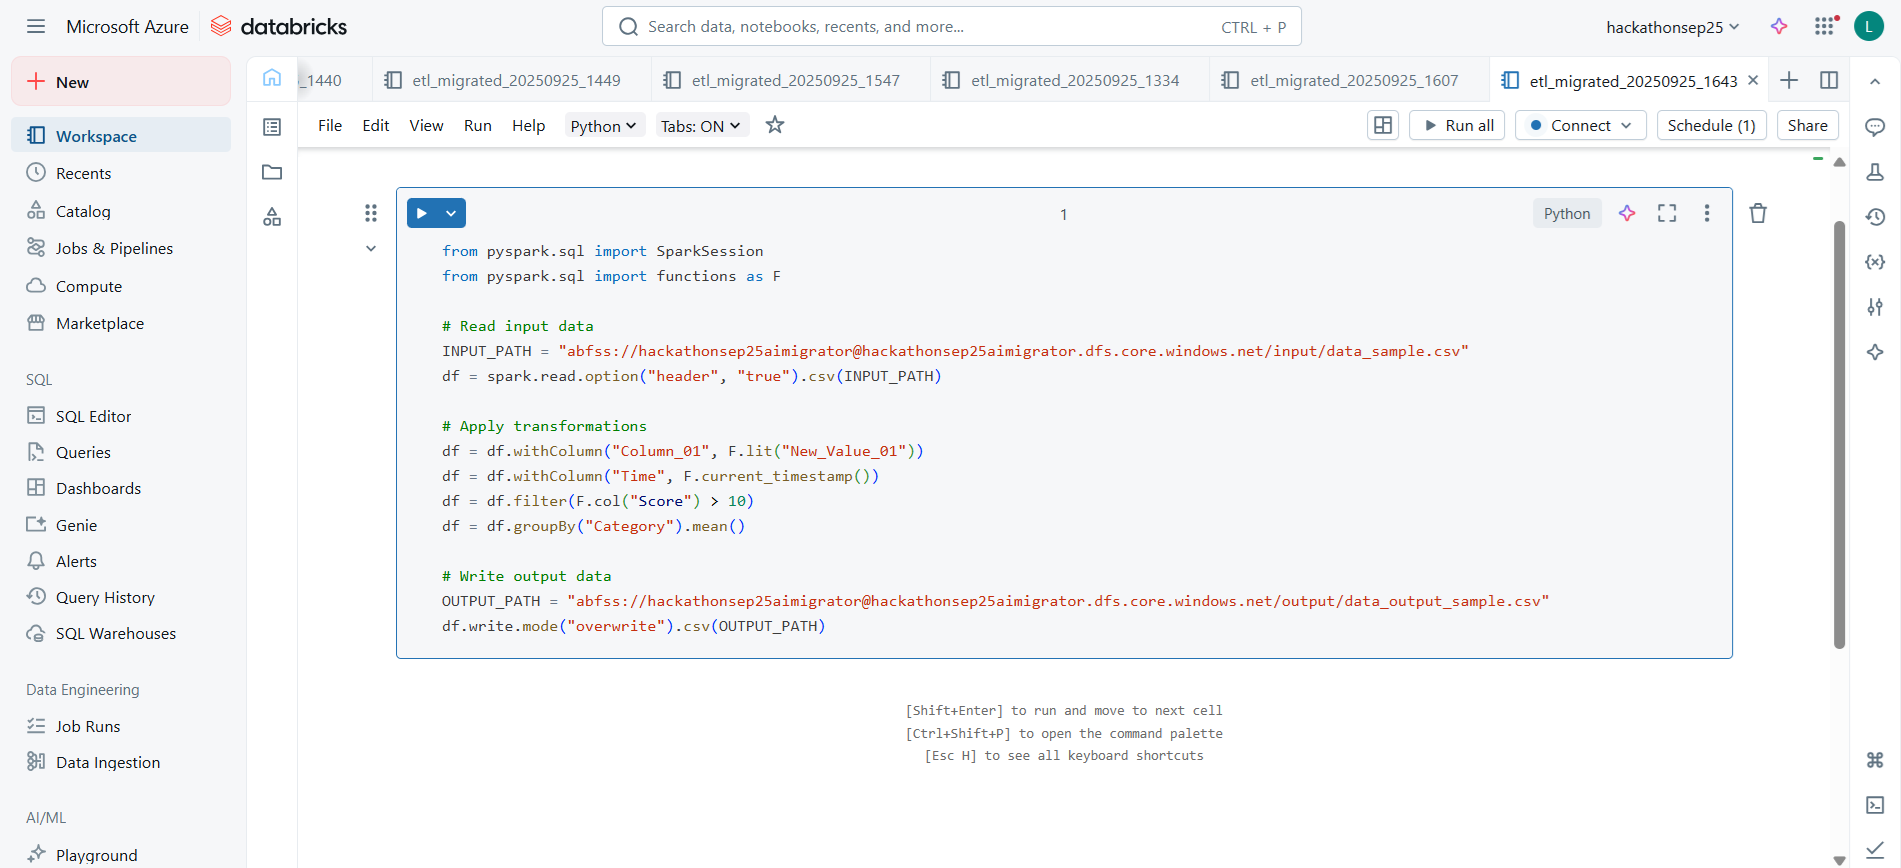 Microsoft Azure databricks
Search data, notebooks, recents, and more... CTRL + P
hackathonsep25
L
New
Workspace
Recents
Catalog
Jobs & Pipelines
Compute
Marketplace
SQL
SQL Editor
Queries
Dashboards
Genie
Alerts
Query History
SQL Warehouses
Data Engineering
Job Runs
Data Ingestion
AI/ML
Playground
_1440
etl_migrated_20250925_1449
etl_migrated_20250925_1547
etl_migrated_20250925_1334
etl_migrated_20250925_1607
etl_migrated_20250925_1643
File Edit View Run Help Python Tabs: ON
Run all Connect Schedule (1) Share
1
Python
from pyspark.sql import SparkSession
from pyspark.sql import functions as F
# Read input data
INPUT_PATH = "abfss://hackathonsep25aimigrator@hackathonsep25aimigrator.dfs.core.windows.net/input/data_sample.csv"
df = spark.read.option("header", "true").csv(INPUT_PATH)
# Apply transformations
df = df.withColumn("Column_01", F.lit("New_Value_01"))
df = df.withColumn("Time", F.current_timestamp())
df = df.filter(F.col("Score") > 10)
df = df.groupBy("Category").mean()
# Write output data
OUTPUT_PATH = "abfss://hackathonsep25aimigrator@hackathonsep25aimigrator.dfs.core.windows.net/output/data_output_sample.csv"
df.write.mode("overwrite").csv(OUTPUT_PATH)
[Shift+Enter] to run and move to next cell
[Ctrl+Shift+P] to open the command palette
[Esc H] to see all keyboard shortcuts